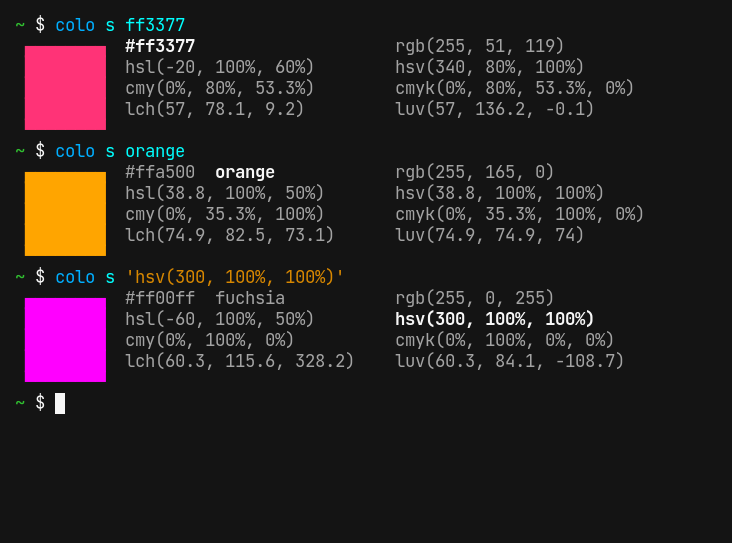 ~ $ colo s ff3377
#ff3377 rgb(255, 51, 119)
hsl(-20, 100%, 60%) hsv(340, 80%, 100%)
cmy(0%, 80%, 53.3%) cmyk(0%, 80%, 53.3%, 0%)
lch(57, 78.1, 9.2) luv(57, 136.2, -0.1)
~ $ colo s orange
#ffa500 orange rgb(255, 165, 0)
hsl(38.8, 100%, 50%) hsv(38.8, 100%, 100%)
cmy(0%, 35.3%, 100%) cmyk(0%, 35.3%, 100%, 0%)
lch(74.9, 82.5, 73.1) luv(74.9, 74.9, 74)
~ $ colo s 'hsv(300, 100%, 100%)'
#ff00ff fuchsia rgb(255, 0, 255)
hsl(-60, 100%, 50%) hsv(300, 100%, 100%)
cmy(0%, 100%, 0%) cmyk(0%, 100%, 0%, 0%)
lch(60.3, 115.6, 328.2) luv(60.3, 84.1, -108.7)
~ $